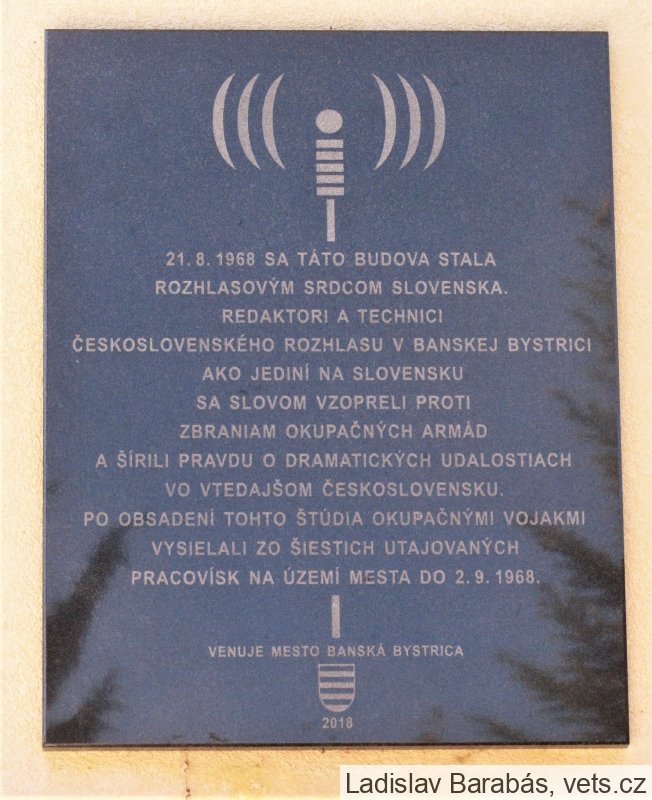 21. 8. 1968 SA TÁTO BUDOVA STALA
ROZHLASOVÝM SRDCOM SLOVENSKA.
REDAKTORI A TECHNICI
ČESKOSLOVENSKÉHO ROZHLASU V BANSKEJ BYSTRICI
AKO JEDINÍ NA SLOVENSKU
SA SLOVOM VZOPRELI PROTI
ZBRANIAM OKUPAČNÝCH ARMÁD
A ŠÍRILI PRAVDU O DRAMATICKÝCH UDALOSTIACH
VO VTEDAJŠOM ČESKOSLOVENSKU.
PO OBSADENÍ TOHTO ŠTÚDIA OKUPAČNÝMI VOJAKMI
VYSIELALI ZO ŠIESTICH UTAJOVANÝCH
PRACOVÍSK NA ÚZEMÍ MESTA DO 2. 9. 1968.
VENUJE MESTO BANSKÁ BYSTRICA
2018
Ladislav Barabás, vets.cz